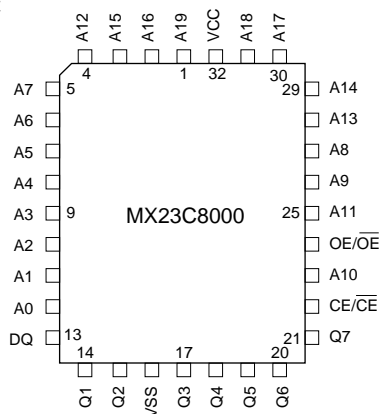 A12 A15 A16 A19 VCC A18 A17
4 1 32 30
A7 5 29 A14
A6 A13
A5 A8
A4 A9
A3 9 MX23C8000 25 A11
A2 OE/OE
A1 A10
A0 CE/CE
DQ 13 21 Q7
14 17 20
Q1 Q2 VSS Q3 Q4 Q5 Q6